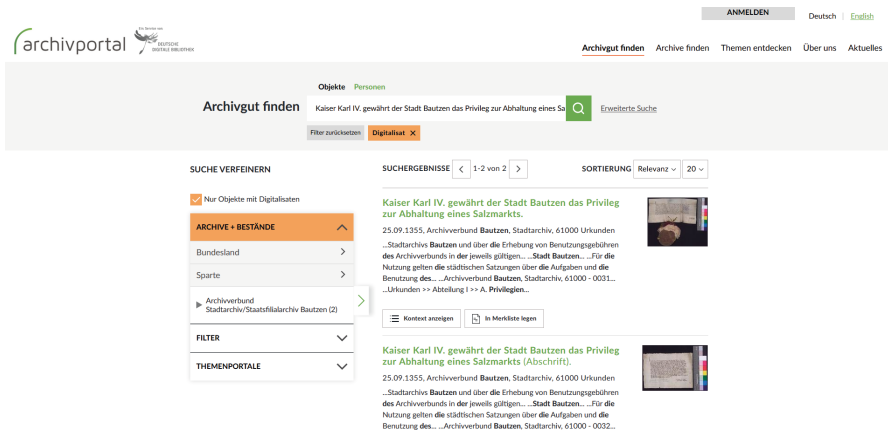 ANMELDEN
Deutsch
English
archivportal
Ein Service von
DEUTSCHE
DIGITALE BIBLIOTHEK
Archivgut finden
Archive finden
Themen entdecken
Über uns
Aktuelles
Objekte Personen
Archivgut finden
Kaiser Karl IV. gewährt der Stadt Bautzen das Privileg zur Abhaltung eines Sa
Erweiterte Suche
Filter zurücksetzen
Digitalisat X
SUCHE VERFEINERN
Nur Objekte mit Digitalisaten
ARCHIVE + BESTÄNDE
Bundesland
Sparte
Archivverbund
Stadtarchiv/Staatsfilialarchiv Bautzen (2)
FILTER
THEMENPORTALE
SUCHERGEBNISSE < 1-2 von 2 >
SORTIERUNG Relevanz 20
Kaiser Karl IV. gewährt der Stadt Bautzen das Privileg
zur Abhaltung eines Salzmarkts.
25.09.1355, Archivverbund Bautzen, Stadtarchiv, 61000 Urkunden
...Stadtarchivs Bautzen und über die Erhebung von Benutzungsgebühren
des Archivverbunds in der jeweils gültigen... ...Stadt Bautzen... ...Für die
Nutzung gelten die städtischen Satzungen über die Aufgaben und die
Benutzung des... ...Archivverbund Bautzen, Stadtarchiv, 61000 - 0031...
...Urkunden >> Abteilung I >> A. Privilegien...
Kontext anzeigen
In Merkliste legen
Kaiser Karl IV. gewährt der Stadt Bautzen das Privileg
zur Abhaltung eines Salzmarkts (Abschrift).
25.09.1355, Archivverbund Bautzen, Stadtarchiv, 61000 Urkunden
...Stadtarchivs Bautzen und über die Erhebung von Benutzungsgebühren
des Archivverbunds in der jeweils gültigen... ...Stadt Bautzen... ...Für die
Nutzung gelten die städtischen Satzungen über die Aufgaben und die
Benutzung des... ...Archivverbund Bautzen, Stadtarchiv, 61000 - 0032...